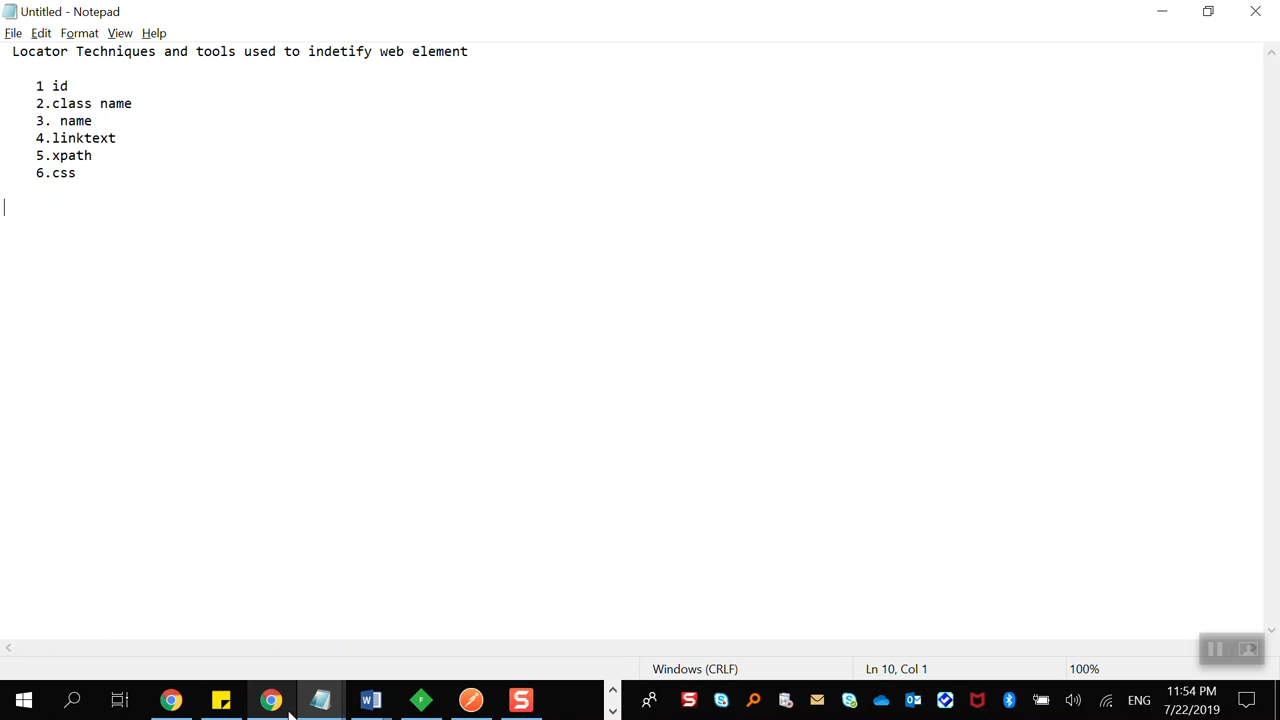 Untitled - Notepad
File Edit Format View Help
Locator Techniques and tools used to indetify web element
1 id
2.class name
3. name
4.linktext
5.xpath
6.css
Windows (CRLF) Ln 10, Col 1 100%
ENG
11:54 PM
7/22/2019